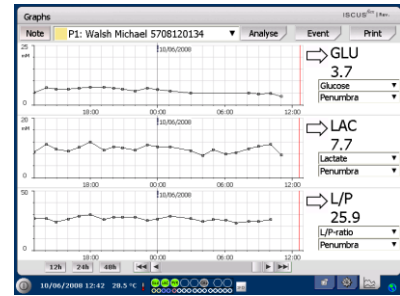 Graphs
ISCUS
Note P1: Walsh Michael 5708120134 Analyse Event Print
25
mM
10/06/2008
0
18:00 00:00 06:00 12:00
GLU
3.7
Glucose
Penumbra
20
mM
10/06/2008
0
18:00 00:00 06:00 12:00
LAC
7.7
Lactate
Penumbra
50
10/06/2008
0
18:00 00:00 06:00 12:00
L/P
25.9
L/P-ratio
Penumbra
12h 24h 48h
10/06/2008 12:42 28.5 °C